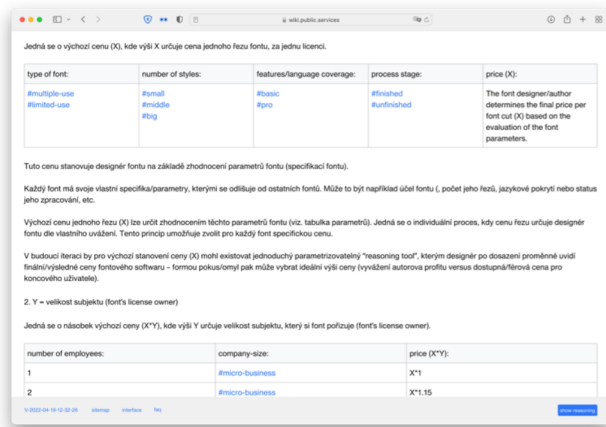 wiki.public.services
Jedná se o výchozí cenu (X), kde výši X určuje cena jednoho řezu fontu, za jednu licenci.
type of font: number of styles: features/language coverage: process stage: price (X):
#multiple-use #small #basic #finished The font designer/author
#limited-use #middle #pro #unfinished determines the final price per
#big font cut (X) based on the
evaluation of the font
parameters.
Tuto cenu stanovuje designér fontu na základě zhodnocení parametrů fontu (specifikací fontu).
Každý font má svoje vlastní specifika/parametry, kterými se odlišuje od ostatních fontů. Může to být například účel fontu (, počet jeho řezů, jazykové pokrytí nebo status
jeho zpracování, etc.
Výchozí cenu jednoho řezu (X) lze určit zhodnocením těchto parametrů fontu (viz. tabulka parametrů). Jedná se o individuální proces, kdy cenu řezu určuje designér
fontu dle vlastního uvážení. Tento princip umožňuje zvolit pro každý font specifickou cenu.
V budoucí iteraci by pro výchozí stanovení ceny (X) mohl existovat jednoduchý parametrizovatelný "reasoning tool", kterým designér po dosazení proměnné uvidí
finální/výsledné ceny fontového softwaru – formou pokus/omyl pak může vybrat ideální výši ceny (vyvážení autorova profitu versus dostupná/férová cena pro
koncového uživatele).
2. Y = velikost subjektu (font's license owner)
Jedná se o násobek výchozí ceny (X*Y), kde výši Y určuje velikost subjektu, který si font pořizuje (font's license owner).
number of employees: company-size: price (X*Y):
1 #micro-business X*1
2 #micro-business X*1.15
V-2022-04-19-12-32-26 sitemap interface fvij show reasoning